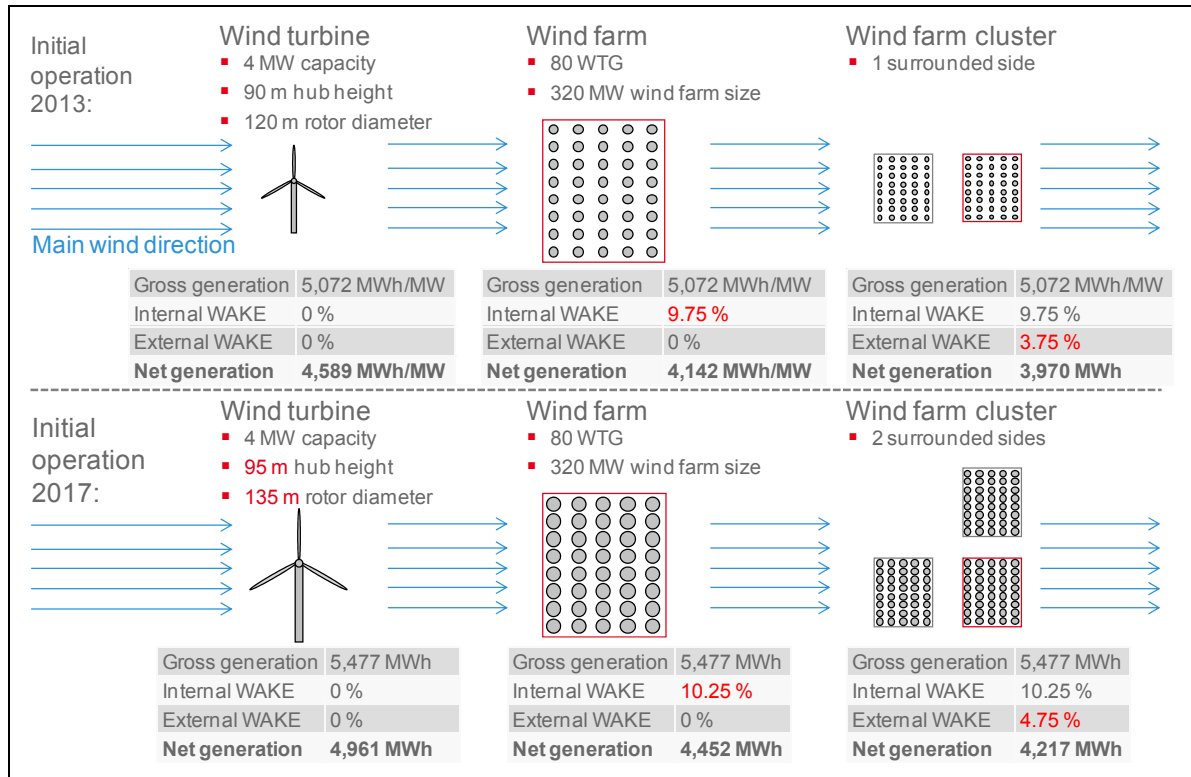 Initial
operation
2013:
Wind turbine
▪ 4 MW capacity
▪ 90 m hub height
▪ 120 m rotor diameter
Wind farm
▪ 80 WTG
▪ 320 MW wind farm size
Wind farm cluster
▪ 1 surrounded side
Main wind direction
Gross generation 5,072 MWh/MW
Internal WAKE 0 %
External WAKE 0 %
Net generation 4,589 MWh/MW
Gross generation 5,072 MWh/MW
Internal WAKE 9.75 %
External WAKE 0 %
Net generation 4,142 MWh/MW
Gross generation 5,072 MWh/MW
Internal WAKE 9.75 %
External WAKE 3.75 %
Net generation 3,970 MWh
Initial
operation
2017:
Wind turbine
▪ 4 MW capacity
▪ 95 m hub height
▪ 135 m rotor diameter
Wind farm
▪ 80 WTG
▪ 320 MW wind farm size
Wind farm cluster
▪ 2 surrounded sides
Gross generation 5,477 MWh
Internal WAKE 0 %
External WAKE 0 %
Net generation 4,961 MWh
Gross generation 5,477 MWh
Internal WAKE 10.25 %
External WAKE 0 %
Net generation 4,452 MWh
Gross generation 5,477 MWh
Internal WAKE 10.25 %
External WAKE 4.75 %
Net generation 4,217 MWh